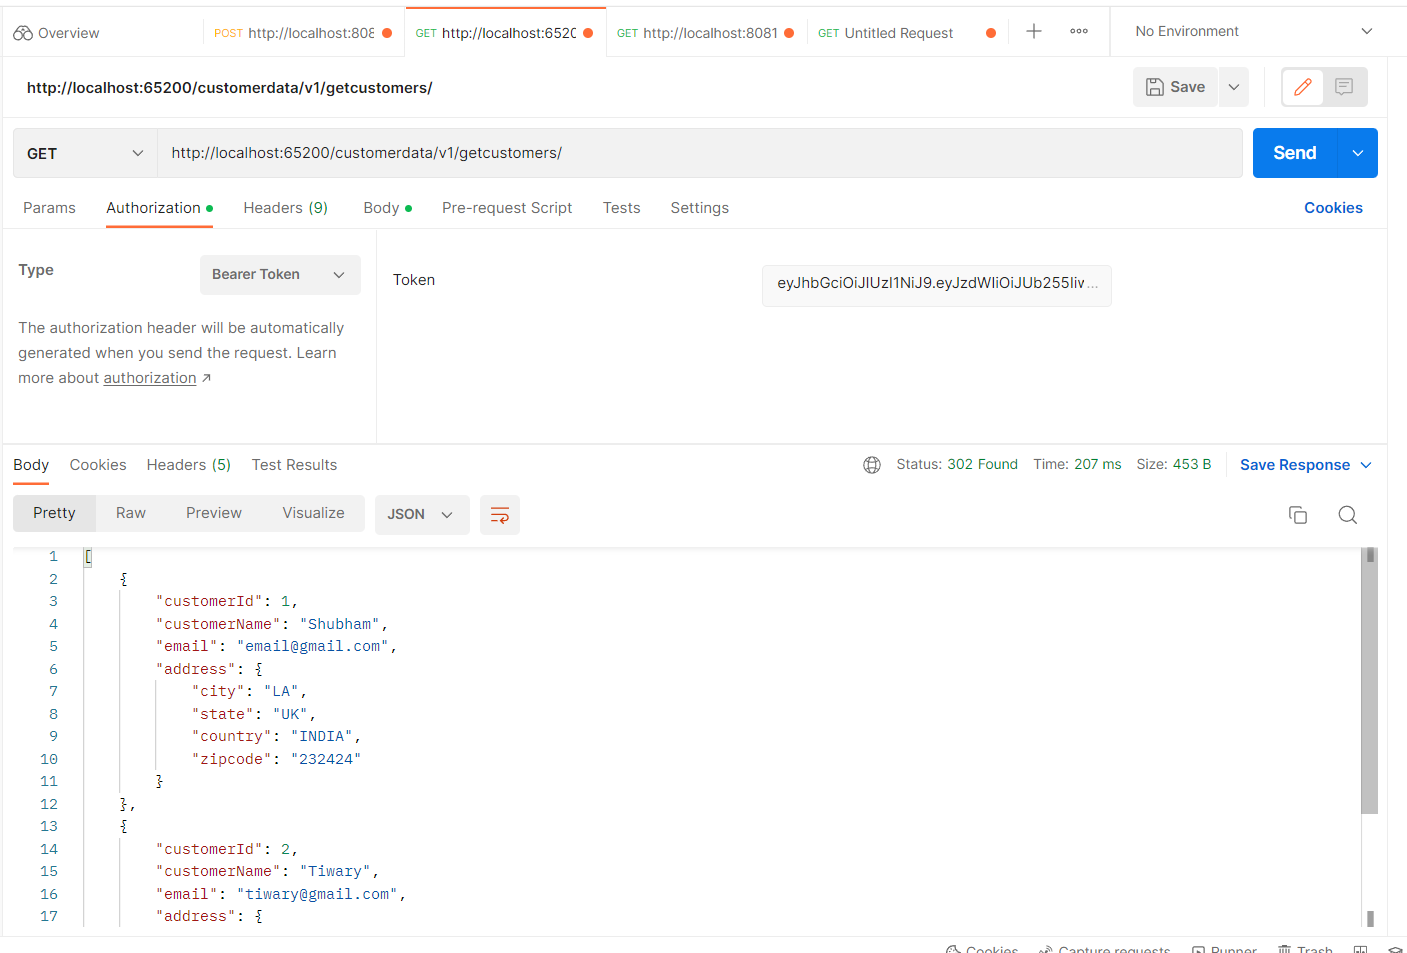 Overview
POST http://localhost:808
GET http://localhost:6520
GET http://localhost:8081
GET Untitled Request
No Environment
http://localhost:65200/customerdata/v1/getcustomers/
Save
GET
http://localhost:65200/customerdata/v1/getcustomers/
Send
Params Authorization Headers (9) Body Pre-request Script Tests Settings Cookies
Type
Bearer Token
The authorization header will be automatically
generated when you send the request. Learn
more about authorization ↗
Token
eyJhbGciOiJIUzI1NiJ9.eyJzdWIiOiJUb255Iiw...
Body Cookies Headers (5) Test Results
Status: 302 Found Time: 207 ms Size: 453 B Save Response
Pretty Raw Preview Visualize JSON
1 [
2 {
3 "customerId": 1,
4 "customerName": "Shubham",
5 "email": "email@gmail.com",
6 "address": {
7 "city": "LA",
8 "state": "UK",
9 "country": "INDIA",
10 "zipcode": "232424"
11 }
12 },
13 {
14 "customerId": 2,
15 "customerName": "Tiwary",
16 "email": "tiwary@gmail.com",
17 "address": {
Cookies Capture requests Runner Trash